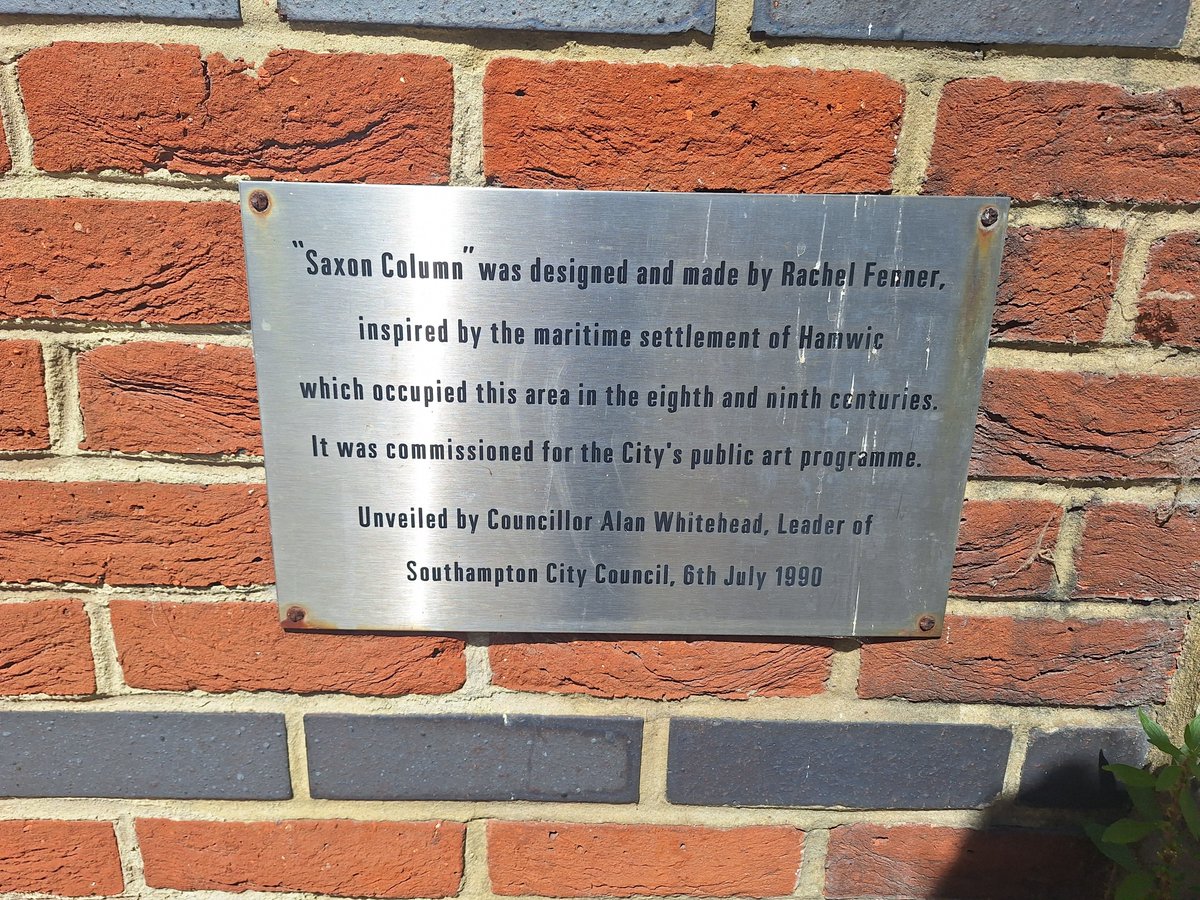 "Saxon Column" was designed and made by Rachel Fenner,
inspired by the maritime settlement of Hamwic
which occupied this area in the eighth and ninth centuries.
It was commissioned for the City's public art programme.
Unveiled by Councillor Alan Whitehead, Leader of
Southampton City Council, 6th July 1990